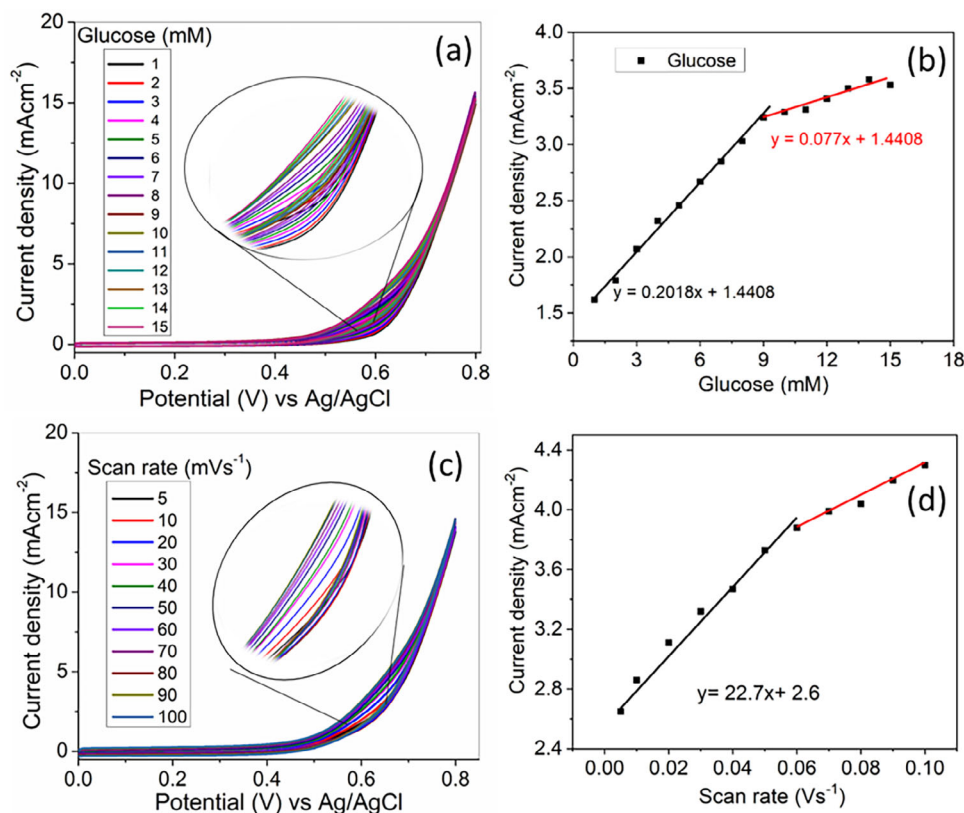 (a)
Glucose (mM)
1
2
3
4
5
6
7
8
9
10
11
12
13
14
15
20
15
10
5
0
Current density (mAcm⁻²)
0.0 0.2 0.4 0.6 0.8
Potential (V) vs Ag/AgCl
(b)
Glucose
4.0
3.5
3.0
2.5
2.0
1.5
Current density (mAcm⁻²)
y = 0.077x + 1.4408
y = 0.2018x + 1.4408
0 3 6 9 12 15 18
Glucose (mM)
(c)
Scan rate (mVs⁻¹)
5
10
20
30
40
50
60
70
80
90
100
20
15
10
5
0
Current density (mAcm⁻²)
0.0 0.2 0.4 0.6 0.8
Potential (V) vs Ag/AgCl
(d)
4.4
4.0
3.6
3.2
2.8
2.4
Current density (mAcm⁻²)
y= 22.7x+ 2.6
0.00 0.02 0.04 0.06 0.08 0.10
Scan rate (Vs⁻¹)